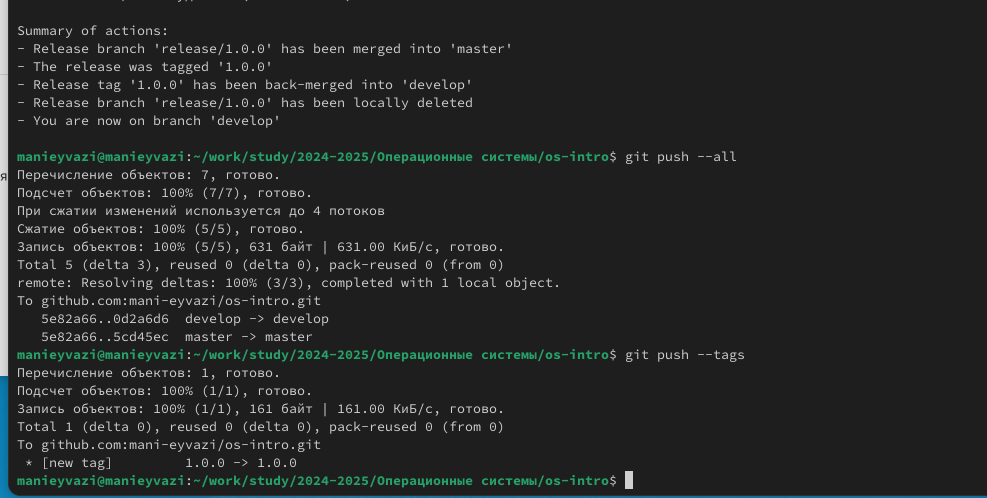 Summary of actions:
- Release branch 'release/1.0.0' has been merged into 'master'
- The release was tagged '1.0.0'
- Release tag '1.0.0' has been back-merged into 'develop'
- Release branch 'release/1.0.0' has been locally deleted
- You are now on branch 'develop'
manieyvazi@manieyvazi:~/work/study/2024-2025/Операционные системы/os-intro$ git push --all
Перечисление объектов: 7, готово.
Подсчет объектов: 100% (7/7), готово.
При сжатии изменений используется до 4 потоков
Сжатие объектов: 100% (5/5), готово.
Запись объектов: 100% (5/5), 631 байт | 631.00 КиБ/с, готово.
Total 5 (delta 3), reused 0 (delta 0), pack-reused 0 (from 0)
remote: Resolving deltas: 100% (3/3), completed with 1 local object.
To github.com:mani-eyvazi/os-intro.git
   5e82a66..0d2a6d6  develop -> develop
   5e82a66..5cd45ec  master -> master
manieyvazi@manieyvazi:~/work/study/2024-2025/Операционные системы/os-intro$ git push --tags
Перечисление объектов: 1, готово.
Подсчет объектов: 100% (1/1), готово.
Запись объектов: 100% (1/1), 161 байт | 161.00 КиБ/с, готово.
Total 1 (delta 0), reused 0 (delta 0), pack-reused 0 (from 0)
To github.com:mani-eyvazi/os-intro.git
 * [new tag]         1.0.0 -> 1.0.0
manieyvazi@manieyvazi:~/work/study/2024-2025/Операционные системы/os-intro$